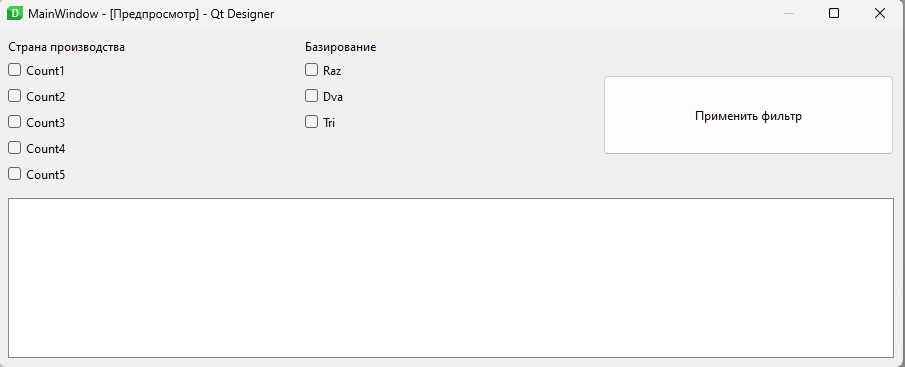 MainWindow - [Предпросмотр] - Qt Designer
Страна производства
Базирование
Count1
Raz
Count2
Dva
Count3
Tri
Count4
Count5
Применить фильтр